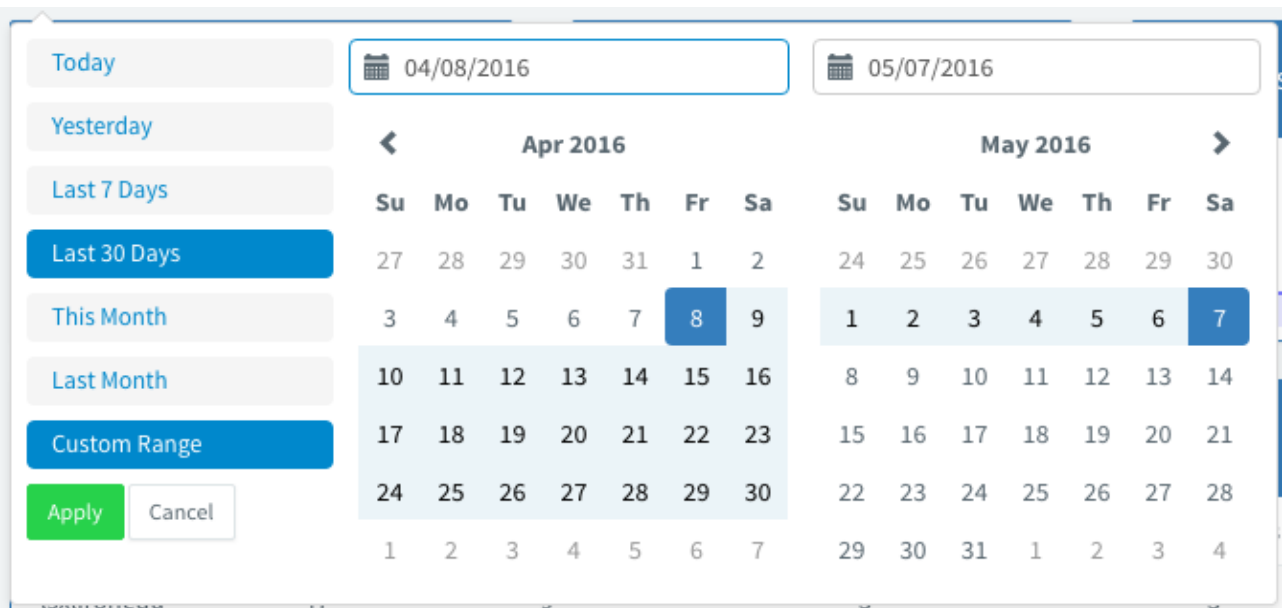 Today
Yesterday
Last 7 Days
Last 30 Days
This Month
Last Month
Custom Range
Apply Cancel
04/08/2016 05/07/2016
Apr 2016
Su Mo Tu We Th Fr Sa
27 28 29 30 31 1 2
3 4 5 6 7 8 9
10 11 12 13 14 15 16
17 18 19 20 21 22 23
24 25 26 27 28 29 30
1 2 3 4 5 6 7
May 2016
Su Mo Tu We Th Fr Sa
24 25 26 27 28 29 30
1 2 3 4 5 6 7
8 9 10 11 12 13 14
15 16 17 18 19 20 21
22 23 24 25 26 27 28
29 30 31 1 2 3 4